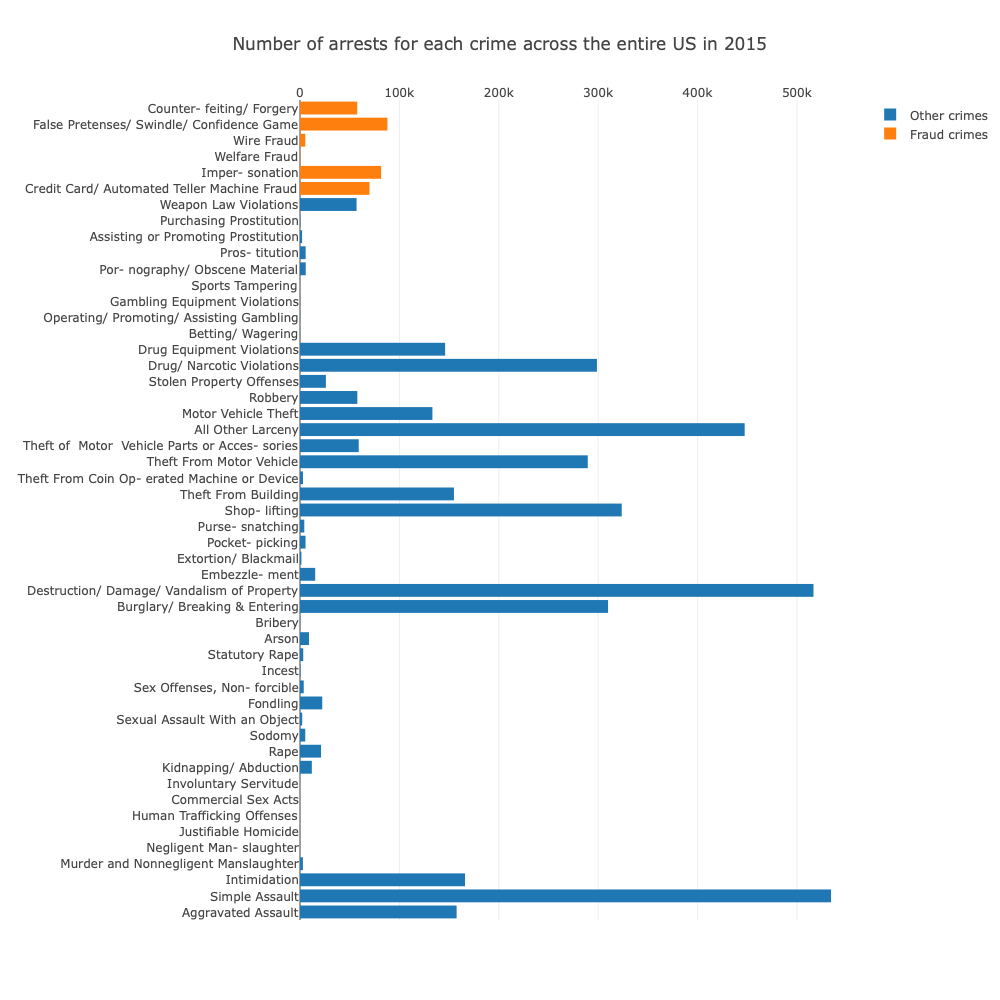 Number of arrests for each crime across the entire US in 2015
0 100k 200k 300k 400k 500k
Other crimes
Fraud crimes
Counter- feiting/ Forgery
False Pretenses/ Swindle/ Confidence Game
Wire Fraud
Welfare Fraud
Imper- sonation
Credit Card/ Automated Teller Machine Fraud
Weapon Law Violations
Purchasing Prostitution
Assisting or Promoting Prostitution
Pros- titution
Por- nography/ Obscene Material
Sports Tampering
Gambling Equipment Violations
Operating/ Promoting/ Assisting Gambling
Betting/ Wagering
Drug Equipment Violations
Drug/ Narcotic Violations
Stolen Property Offenses
Robbery
Motor Vehicle Theft
All Other Larceny
Theft of  Motor  Vehicle Parts or Acces- sories
Theft From Motor Vehicle
Theft From Coin Op- erated Machine or Device
Theft From Building
Shop- lifting
Purse- snatching
Pocket- picking
Extortion/ Blackmail
Embezzle- ment
Destruction/ Damage/ Vandalism of Property
Burglary/ Breaking & Entering
Bribery
Arson
Statutory Rape
Incest
Sex Offenses, Non- forcible
Fondling
Sexual Assault With an Object
Sodomy
Rape
Kidnapping/ Abduction
Involuntary Servitude
Commercial Sex Acts
Human Trafficking Offenses
Justifiable Homicide
Negligent Man- slaughter
Murder and Nonnegligent Manslaughter
Intimidation
Simple Assault
Aggravated Assault